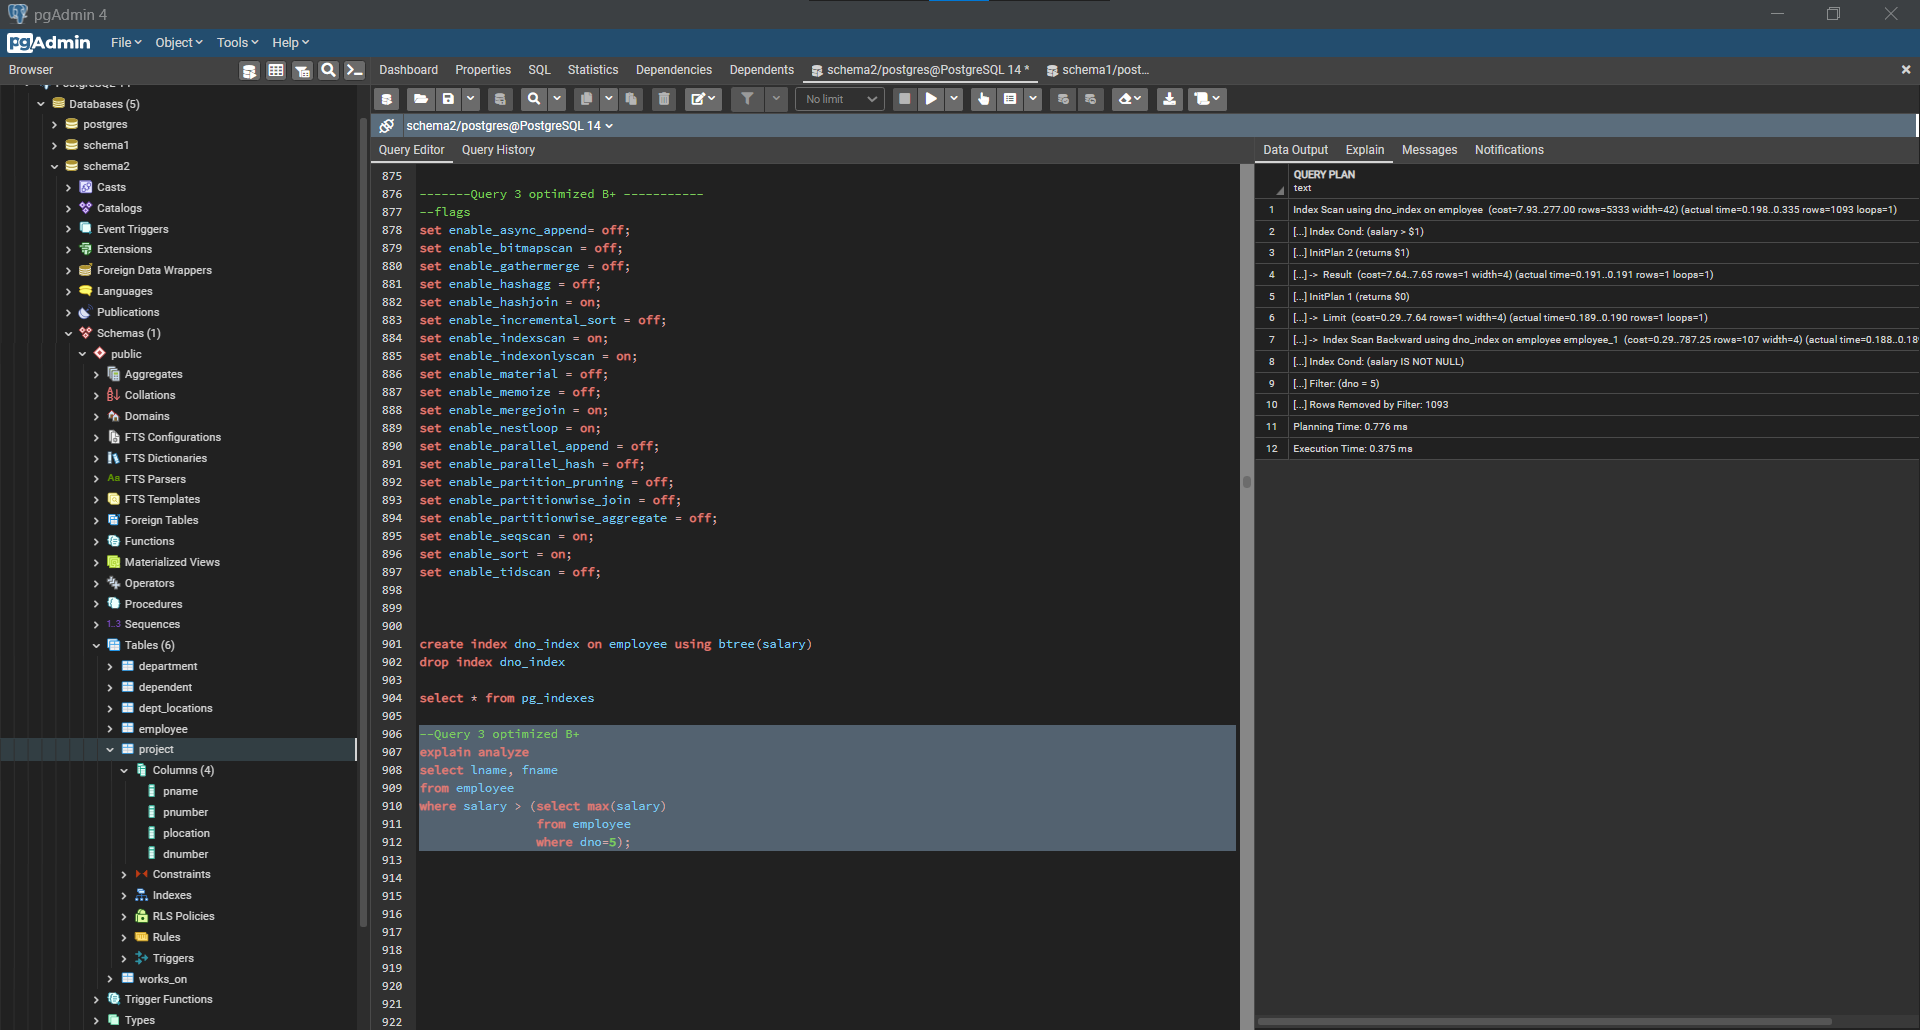 pgAdmin 4
pgAdmin File Object Tools Help
Browser
Dashboard Properties SQL Statistics Dependencies Dependents schema2/postgres@PostgreSQL 14 * schema1/post...
No limit
schema2/postgres@PostgreSQL 14
Query Editor Query History
Data Output Explain Messages Notifications
Databases (5)
postgres
schema1
schema2
Casts
Catalogs
Event Triggers
Extensions
Foreign Data Wrappers
Languages
Publications
Schemas (1)
public
Aggregates
Collations
Domains
FTS Configurations
FTS Dictionaries
FTS Parsers
FTS Templates
Foreign Tables
Functions
Materialized Views
Operators
Procedures
1..3 Sequences
Tables (6)
department
dependent
dept_locations
employee
project
Columns (4)
pname
pnumber
plocation
dnumber
Constraints
Indexes
RLS Policies
Rules
Triggers
works_on
Trigger Functions
Types
875
876 -------Query 3 optimized B+ -----------
877 --flags
878 set enable_async_append= off;
879 set enable_bitmapscan = off;
880 set enable_gathermerge = off;
881 set enable_hashagg = off;
882 set enable_hashjoin = on;
883 set enable_incremental_sort = off;
884 set enable_indexscan = on;
885 set enable_indexonlyscan = on;
886 set enable_material = off;
887 set enable_memoize = off;
888 set enable_mergejoin = on;
889 set enable_nestloop = on;
890 set enable_parallel_append = off;
891 set enable_parallel_hash = off;
892 set enable_partition_pruning = off;
893 set enable_partitionwise_join = off;
894 set enable_partitionwise_aggregate = off;
895 set enable_seqscan = on;
896 set enable_sort = on;
897 set enable_tidscan = off;
898
899
900
901 create index dno_index on employee using btree(salary)
902 drop index dno_index
903
904 select * from pg_indexes
905
906 --Query 3 optimized B+
907 explain analyze
908 select lname, fname
909 from employee
910 where salary > (select max(salary)
911 from employee
912 where dno=5);
913
914
915
916
917
918
919
920
921
922
QUERY PLAN
text
1 Index Scan using dno_index on employee (cost=7.93..277.00 rows=5333 width=42) (actual time=0.198..0.335 rows=1093 loops=1)
2 [...] Index Cond: (salary > $1)
3 [...] InitPlan 2 (returns $1)
4 [...] -> Result (cost=7.64..7.65 rows=1 width=4) (actual time=0.191..0.191 rows=1 loops=1)
5 [...] InitPlan 1 (returns $0)
6 [...] -> Limit (cost=0.29..7.64 rows=1 width=4) (actual time=0.189..0.190 rows=1 loops=1)
7 [...] -> Index Scan Backward using dno_index on employee employee_1 (cost=0.29..787.25 rows=107 width=4) (actual time=0.188..0.18
8 [...] Index Cond: (salary IS NOT NULL)
9 [...] Filter: (dno = 5)
10 [...] Rows Removed by Filter: 1093
11 Planning Time: 0.776 ms
12 Execution Time: 0.375 ms